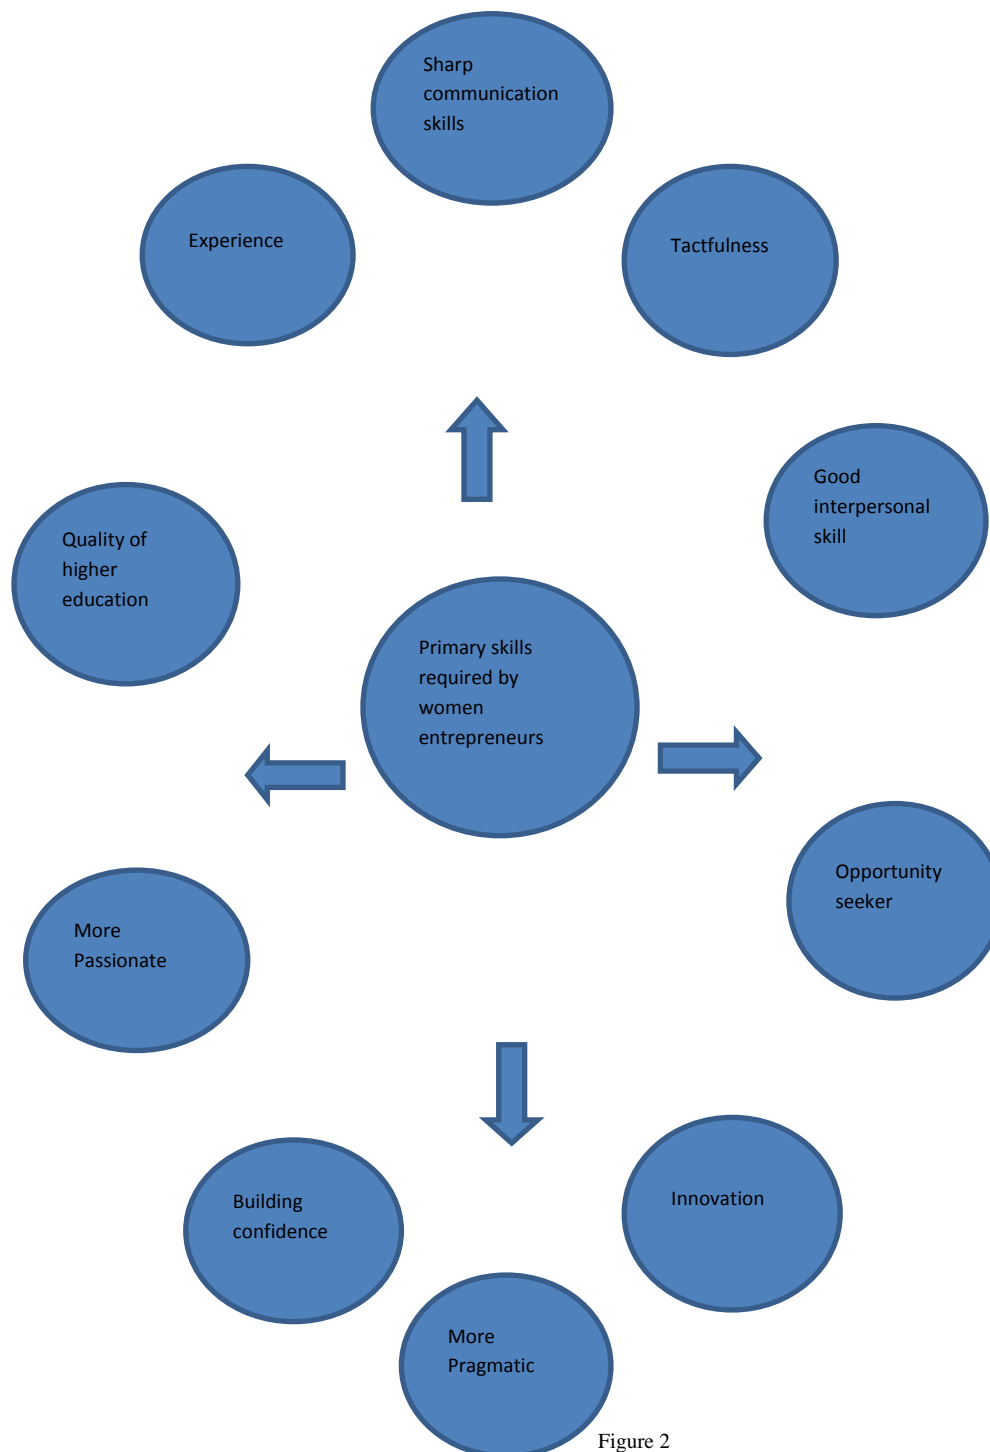 Sharp
communication
skills
Experience
Tactfulness
Good
interpersonal
skill
Quality of
higher
education
Primary skills
required by
women
entrepreneurs
Opportunity
seeker
More
Passionate
Building
confidence
Innovation
More
Pragmatic
Figure 2